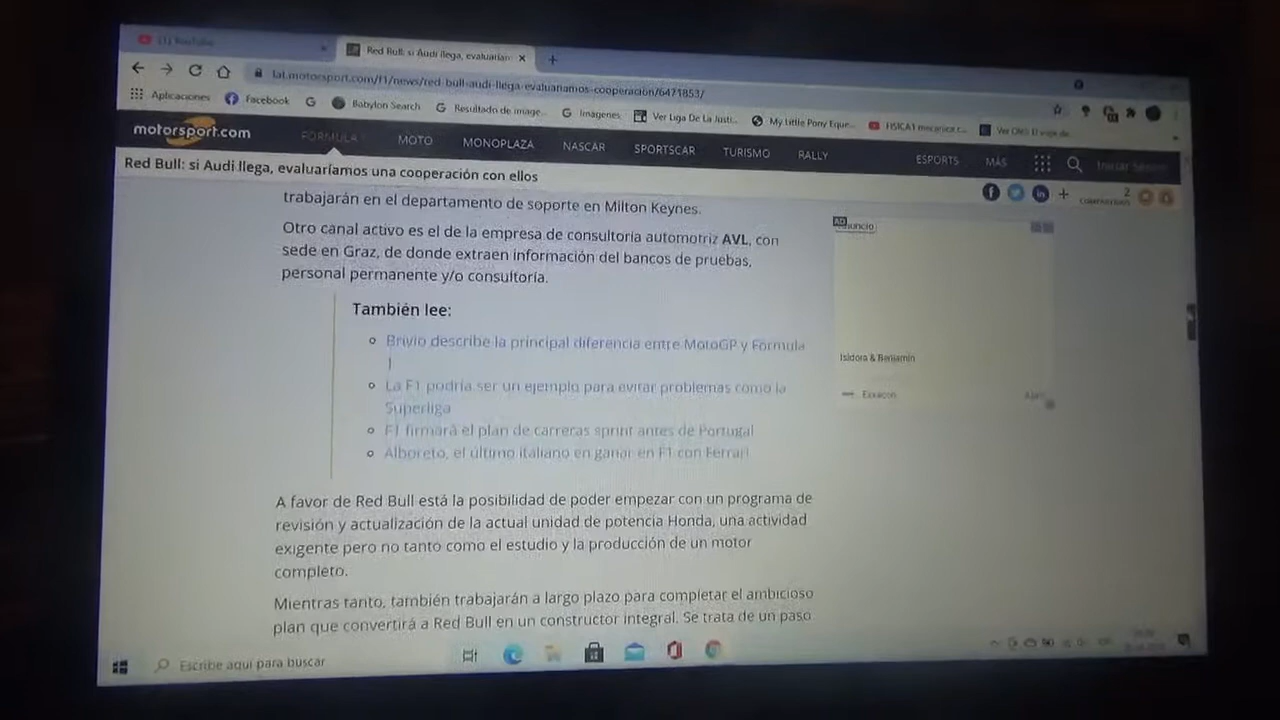 YouTube
Red Bull: si Audi llega, evaluarían
lat.motorsport.com/f1/news/red-bull-audi-llega-evaluariamos-cooperacion/6471853/
Aplicaciones Facebook Babylon Search Resultado de image... Imágenes Ver Liga De La Justi... My Little Pony Eque... FISICA1 mecanica c...
motorsport.com FÓRMULA 1 MOTO MONOPLAZA NASCAR SPORTSCAR TURISMO RALLY ESPORTS MÁS
Red Bull: si Audi llega, evaluaríamos una cooperación con ellos
2
trabajarán en el departamento de soporte en Milton Keynes.
Otro canal activo es el de la empresa de consultoría automotriz AVL, con
sede en Graz, de donde extraen información del bancos de pruebas,
personal permanente y/o consultoría.
AD
Anuncio
También lee:
Brivio describe la principal diferencia entre MotoGP y Fórmula
1
La F1 podría ser un ejemplo para evitar problemas como la
Superliga
F1 firmará el plan de carreras sprint antes de Portugal
Alboreto, el último italiano en ganar en F1 con Ferrari
Isidora & Benjamín
A favor de Red Bull está la posibilidad de poder empezar con un programa de
revisión y actualización de la actual unidad de potencia Honda, una actividad
exigente pero no tanto como el estudio y la producción de un motor
completo.
Mientras tanto, también trabajarán a largo plazo para completar el ambicioso
plan que convertirá a Red Bull en un constructor integral. Se trata de un paso
Escribe aquí para buscar